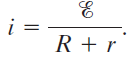 i = ℰ / (R + r).